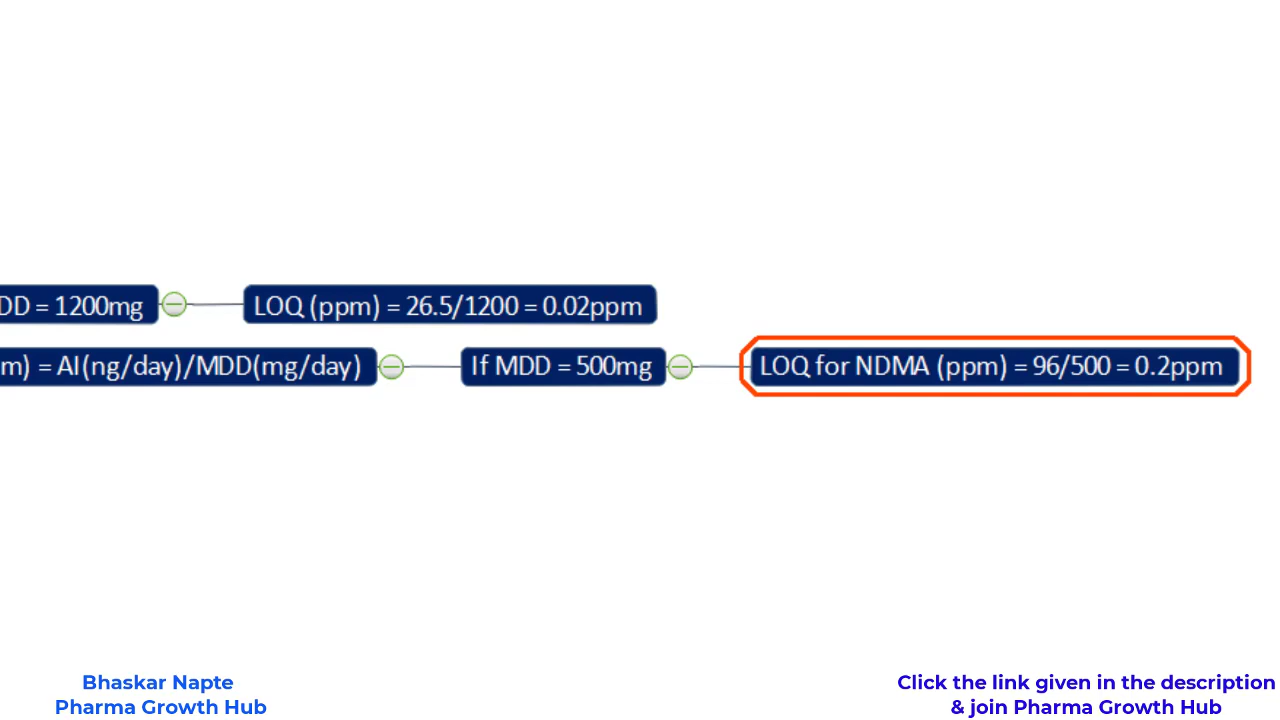 DD = 1200mg
LOQ (ppm) = 26.5/1200 = 0.02ppm
m) = AI(ng/day)/MDD(mg/day)
If MDD = 500mg
LOQ for NDMA (ppm) = 96/500 = 0.2ppm
Bhaskar Napte
Pharma Growth Hub
Click the link given in the description
& join Pharma Growth Hub